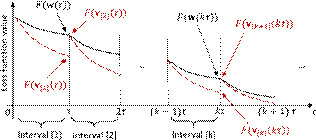 F(w(τ))
F(v[2](τ))
F(w(kτ))
F(v[k+1](kτ))
Loss function value
F(v[1](τ))
F(v[k](kτ))
0
τ
2τ
(k−1)τ
kτ
(k+1)τ
t
Interval [1]
Interval [2]
Interval [k]